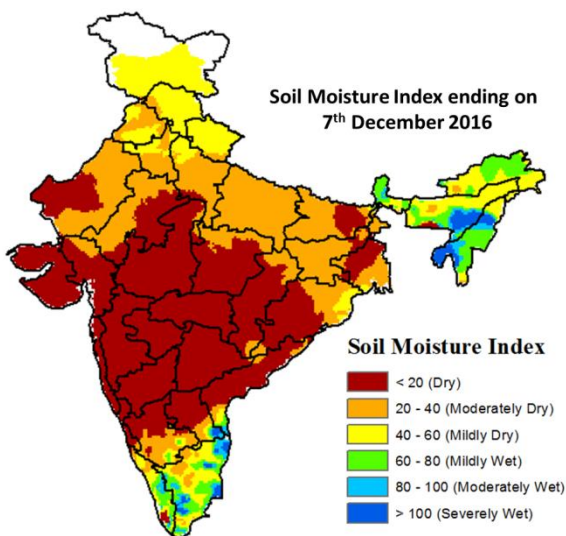 Soil Moisture Index ending on
7th December 2016
Soil Moisture Index
< 20 (Dry)
20 - 40 (Moderately Dry)
40 - 60 (Mildly Dry)
60 - 80 (Mildly Wet)
80 - 100 (Moderately Wet)
> 100 (Severely Wet)